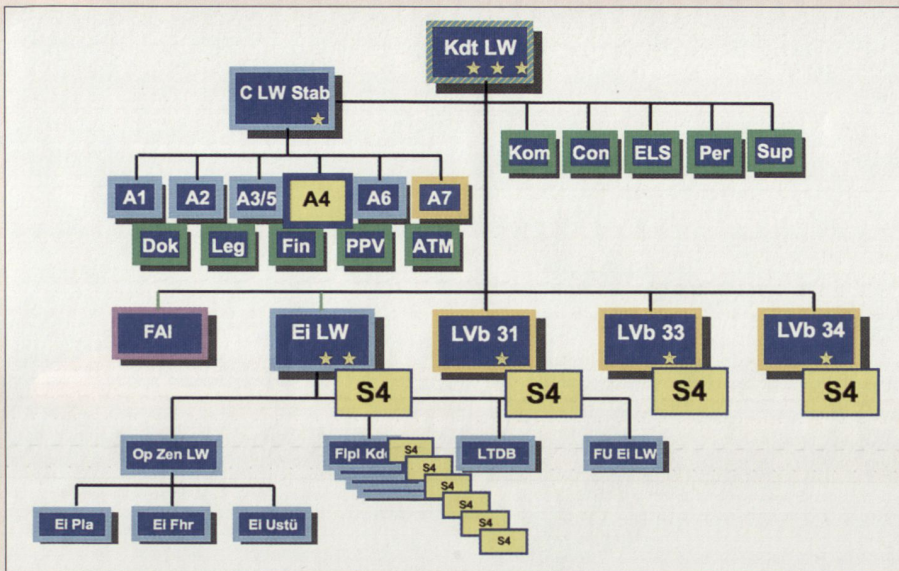 Kdt LW
C LW Stab
Kom Con ELS Per Sup
A1 A2 A3/5 A4 A6 A7
Dok Leg Fin PPV ATM
FAI Ei LW LVb 31 LVb 33 LVb 34
S4 S4 S4 S4
Op Zen LW Flpl Kdo S4 LTDB FU Ei LW
S4
S4
Ei Pla Ei Fhr Ei Ustü S4
S4
S4